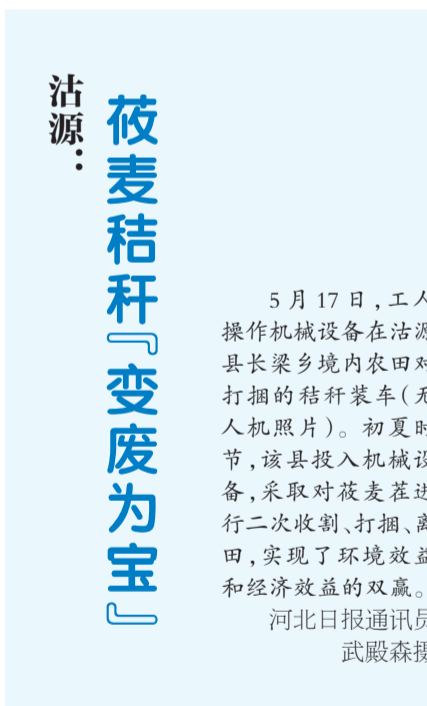 沽源：
莜麦秸秆『变废为宝』
5月17日，工人
操作机械设备在沽源
县长梁乡境内农田对
打捆的秸秆装车（无
人机照片）。初夏时
节，该县投入机械设
备，采取对莜麦茬进
行二次收割、打捆、离
田，实现了环境效益
和经济效益的双赢。
河北日报通讯员
武殿森摄